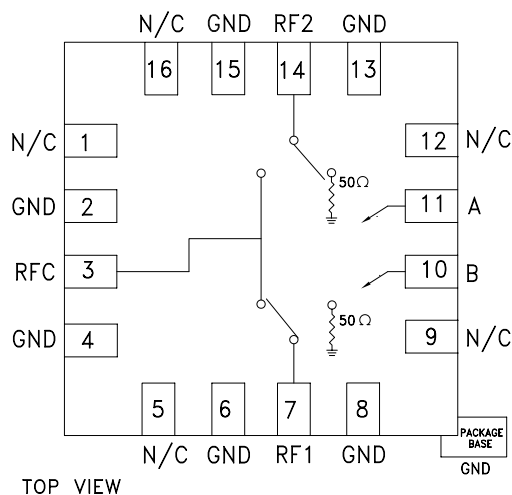 N/C GND RF2 GND
16 15 14 13
N/C 1 12 N/C
50Ω
GND 2 11 A
RFC 3 10 B
50Ω
GND 4 9 N/C
5 6 7 8
N/C GND RF1 GND
PACKAGE
BASE
GND
TOP VIEW